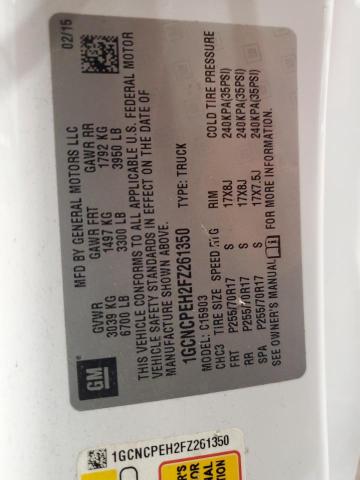 02/15
MFD BY GENERAL MOTORS LLC
GVWR GAWR FRT GAWR RR
3039 KG 1497 KG 1792 KG
6700 LB 3300 LB 3950 LB
THIS VEHICLE CONFORMS TO ALL APPLICABLE U.S. FEDERAL MOTOR
VEHICLE SAFETY STANDARDS IN EFFECT ON THE DATE OF
MANUFACTURE SHOWN ABOVE.
1GCNCPEH2FZ261350 TYPE: TRUCK
MODEL: C15903
CHC3 TIRE SIZE SPEED RTG RIM COLD TIRE PRESSURE
FRT P255/70R17 S 17X8J 240KPA(35PSI)
RR P255/70R17 S 17X8J 240KPA(35PSI)
SPA P255/70R17 S 17X7.5J 240KPA(35PSI)
SEE OWNER'S MANUAL FOR MORE INFORMATION.
GM
1GCNCPEH2FZ261350